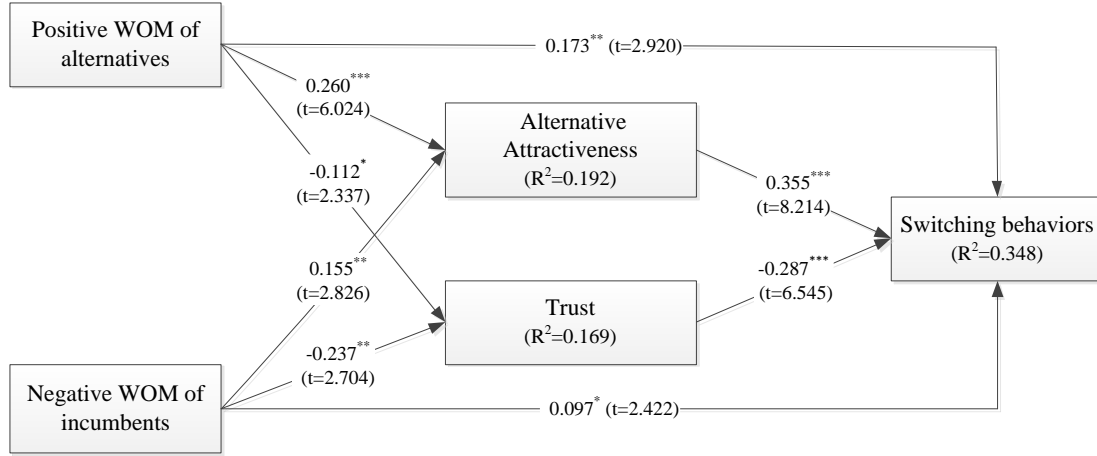 Positive WOM of
alternatives
0.173** (t=2.920)
0.260***
(t=6.024)
Alternative
Attractiveness
(R²=0.192)
-0.112*
(t=2.337)
0.355***
(t=8.214)
Switching behaviors
(R²=0.348)
0.155**
(t=2.826)
-0.287***
(t=6.545)
Trust
(R²=0.169)
-0.237**
(t=2.704)
Negative WOM of
incumbents
0.097* (t=2.422)